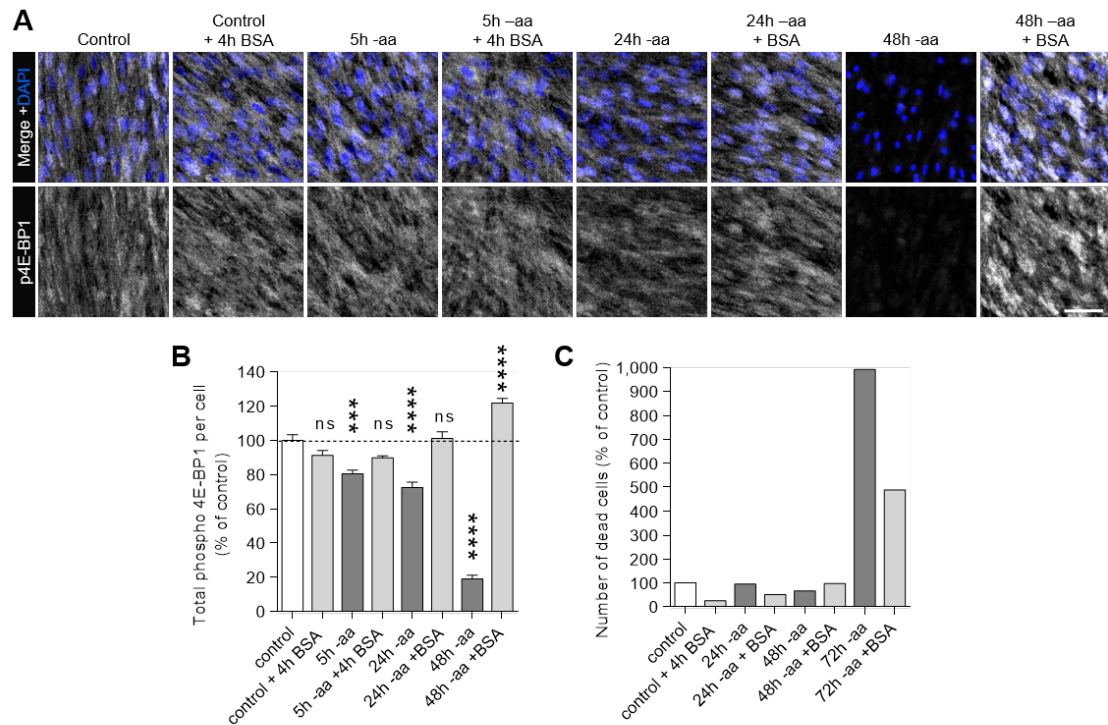 A
Control
Control
+ 4h BSA
5h -aa
5h –aa
+ 4h BSA
24h -aa
24h –aa
+ BSA
48h -aa
48h –aa
+ BSA
Merge +DAPI
p4E-BP1
B
Total phospho 4E-BP1 per cell
(% of control)
140
120
100
80
60
40
20
0
ns
***
ns
****
ns
****
****
control
control + 4h BSA
5h -aa
5h -aa +4h BSA
24h -aa
24h -aa +BSA
48h -aa
48h -aa +BSA
C
Number of dead cells (% of control)
1,000
900
800
700
600
500
400
300
200
100
0
control
control + 4h BSA
24h -aa
24h -aa + BSA
48h -aa
48h -aa +BSA
72h -aa
72h -aa +BSA